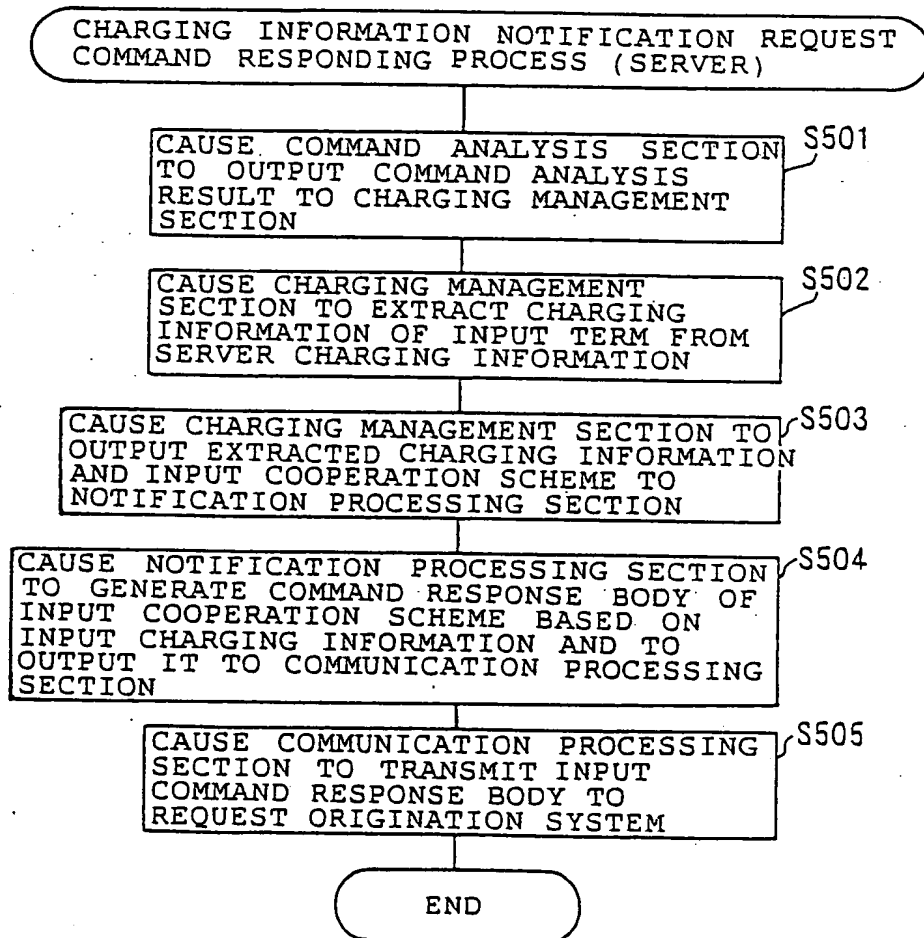 CHARGING INFORMATION NOTIFICATION REQUEST
COMMAND RESPONDING PROCESS (SERVER)
S501
CAUSE COMMAND ANALYSIS SECTION
TO OUTPUT COMMAND ANALYSIS
RESULT TO CHARGING MANAGEMENT
SECTION
S502
CAUSE CHARGING MANAGEMENT
SECTION TO EXTRACT CHARGING
INFORMATION OF INPUT TERM FROM
SERVER CHARGING INFORMATION
S503
CAUSE CHARGING MANAGEMENT SECTION TO
OUTPUT EXTRACTED CHARGING INFORMATION
AND INPUT COOPERATION SCHEME TO
NOTIFICATION PROCESSING SECTION
S504
CAUSE NOTIFICATION PROCESSING SECTION
TO GENERATE COMMAND RESPONSE BODY OF
INPUT COOPERATION SCHEME BASED ON
INPUT CHARGING INFORMATION AND TO
OUTPUT IT TO COMMUNICATION PROCESSING
SECTION
S505
CAUSE COMMUNICATION PROCESSING
SECTION TO TRANSMIT INPUT
COMMAND RESPONSE BODY TO
REQUEST ORIGINATION SYSTEM
END